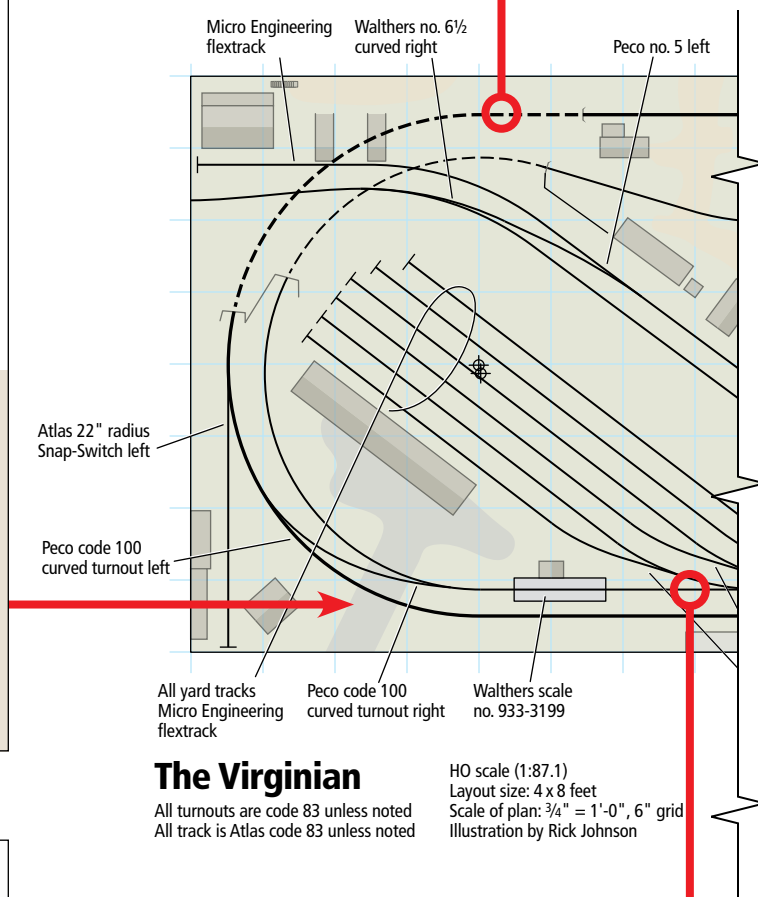 Micro Engineering
flextrack
Walthers no. 6½
curved right
Peco no. 5 left
Atlas 22" radius
Snap-Switch left
Peco code 100
curved turnout left
All yard tracks
Micro Engineering
flextrack
Peco code 100
curved turnout right
Walthers scale
no. 933-3199
The Virginian
All turnouts are code 83 unless noted
All track is Atlas code 83 unless noted
HO scale (1:87.1)
Layout size: 4 x 8 feet
Scale of plan: 3/4" = 1'-0", 6" grid
Illustration by Rick Johnson